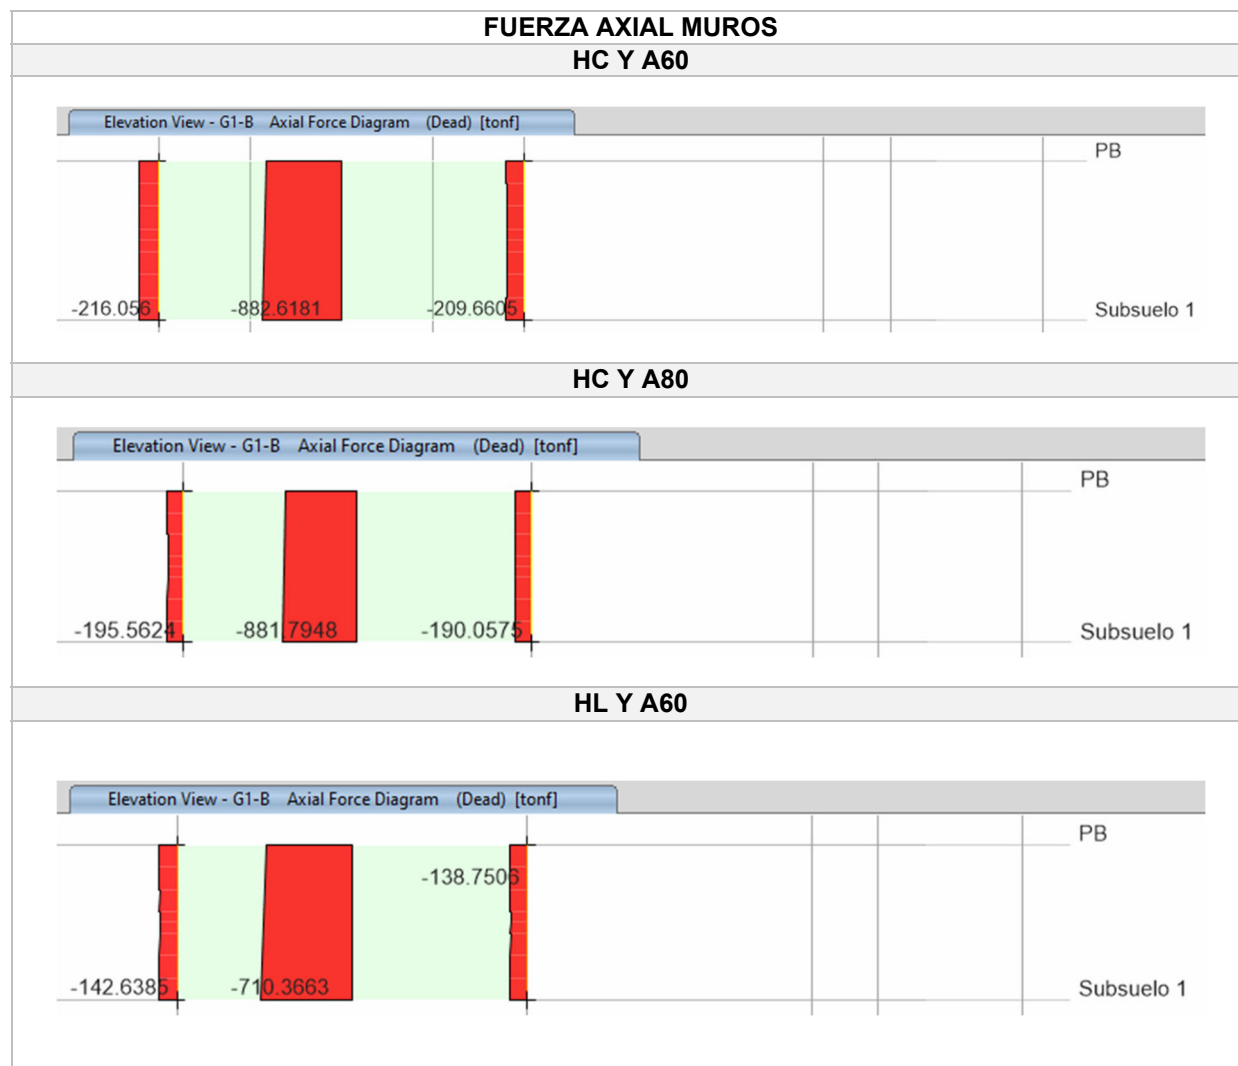 FUERZA AXIAL MUROS
HC Y A60
Elevation View - G1-B Axial Force Diagram (Dead) [tonf]
PB
-216.056 -882.6181 -209.6605 Subsuelo 1
HC Y A80
Elevation View - G1-B Axial Force Diagram (Dead) [tonf]
PB
-195.5624 -881.7948 -190.0575 Subsuelo 1
HL Y A60
Elevation View - G1-B Axial Force Diagram (Dead) [tonf]
PB
-138.7506
-142.6385 -710.3663 Subsuelo 1